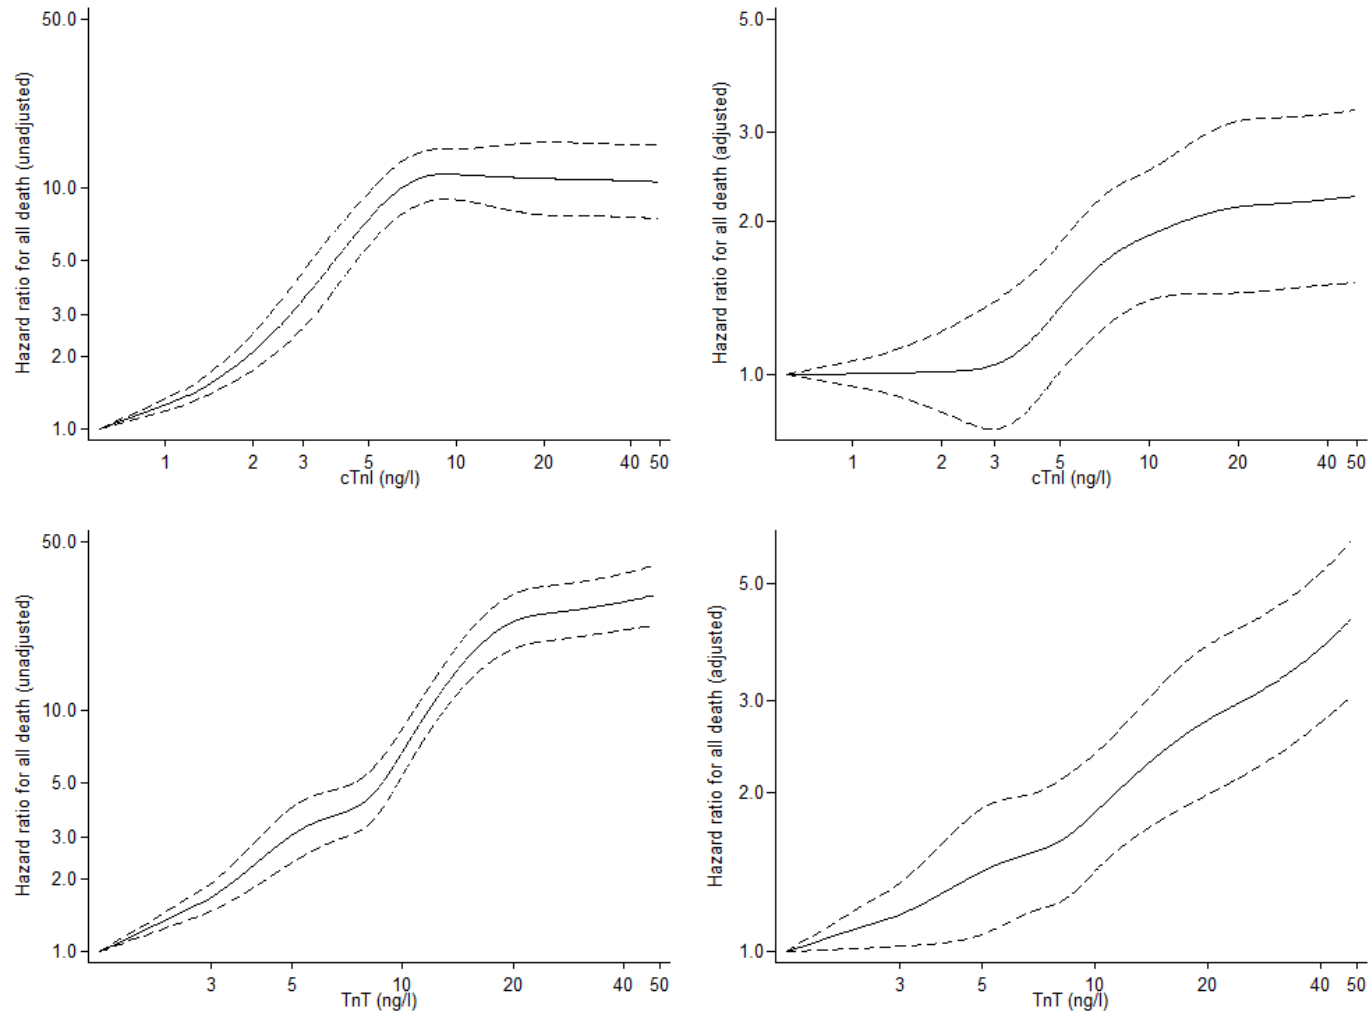 Hazard ratio for all death (unadjusted)
50.0
10.0
5.0
3.0
2.0
1.0
1 2 3 5 10 20 40 50
cTnI (ng/l)
Hazard ratio for all death (adjusted)
5.0
3.0
2.0
1.0
1 2 3 5 10 20 40 50
cTnI (ng/l)
Hazard ratio for all death (unadjusted)
50.0
10.0
5.0
3.0
2.0
1.0
3 5 10 20 40 50
TnT (ng/l)
Hazard ratio for all death (adjusted)
5.0
3.0
2.0
1.0
3 5 10 20 40 50
TnT (ng/l)